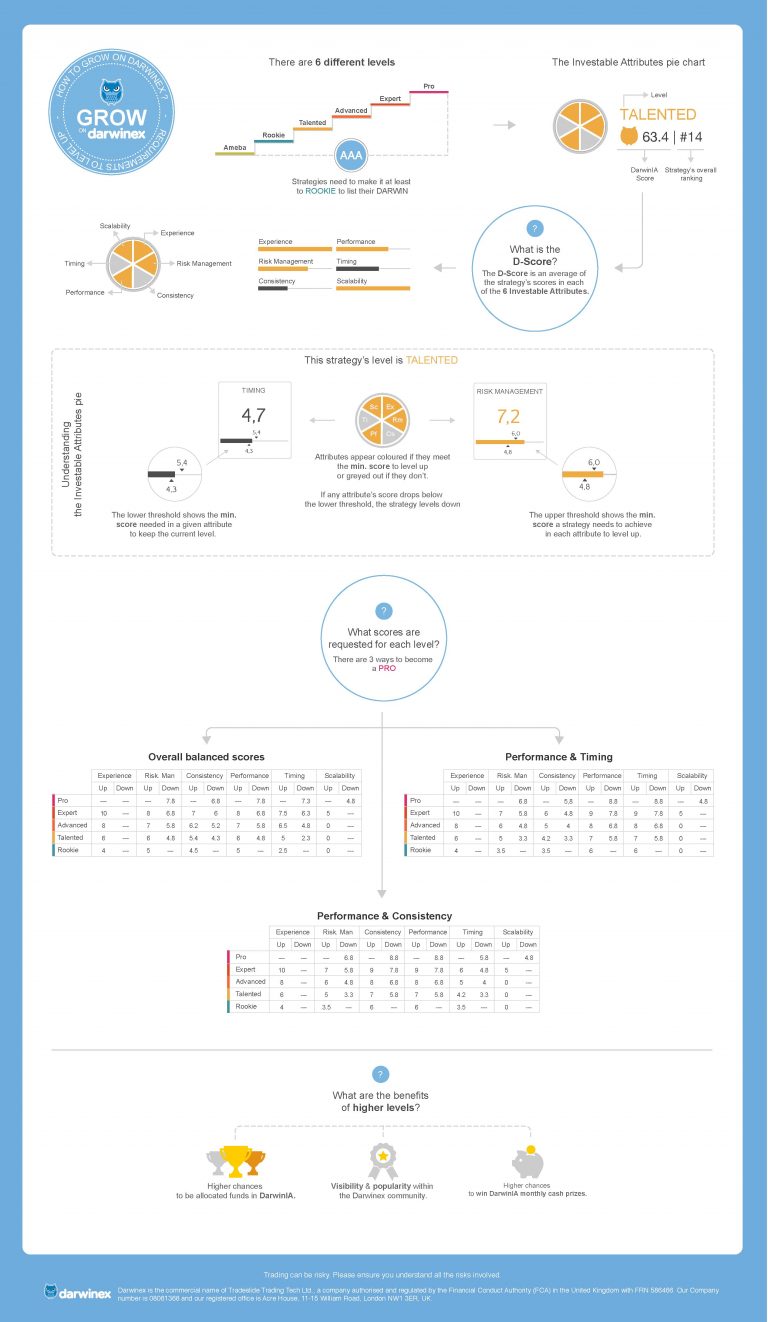 HOW TO GROW ON DARWINEX ?
GROW
ON darwinex
REQUIREMENTS TO LEVEL UP
There are 6 different levels
Ameba
Rookie
Talented
Advanced
Expert
Pro
AAA
Strategies need to make it at least
to ROOKIE to list their DARWIN
The Investable Attributes pie chart
Level
TALENTED
63.4 | #14
DarwinIA
Score
Strategy's overall
ranking
Scalability
Experience
Timing
Risk Management
Performance
Consistency
Experience Performance
Risk Management Timing
Consistency Scalability
?
What is the
D-Score?
The D-Score is an average of
the strategy's scores in each
of the 6 Investable Attributes.
Understanding
the Investable Attributes pie
This strategy's level is TALENTED
TIMING
4,7
5,4
4,3
5,4
4,3
The lower threshold shows the min.
score needed in a given attribute
to keep the current level.
Sc Ex
Ti Rm
Pf Cs
Attributes appear coloured if they meet
the min. score to level up
or greyed out if they don't.
If any attribute's score drops below
the lower threshold, the strategy levels down
RISK MANAGEMENT
7,2
6,0
4,8
6,0
4,8
The upper threshold shows the min.
score a strategy needs to achieve
in each attribute to level up.
?
What scores are
requested for each level?
There are 3 ways to become
a PRO
Overall balanced scores
Experience Risk. Man Consistency Performance Timing Scalability
Up Down Up Down Up Down Up Down Up Down Up Down
Pro — — — 7.8 — 6.8 — 7.8 — 7.3 — 4.8
Expert 10 — 8 6.8 7 6 8 6.8 7.5 6.3 5 —
Advanced 8 — 7 5.8 6.2 5.2 7 5.8 6.5 4.8 0 —
Talented 6 — 6 4.8 5.4 4.3 6 4.8 5 2.3 0 —
Rookie 4 — 5 — 4.5 — 5 — 2.5 — 0 —
Performance & Timing
Experience Risk. Man Consistency Performance Timing Scalability
Up Down Up Down Up Down Up Down Up Down Up Down
Pro — — — 6.8 — 5.8 — 8.8 — 8.8 — 4.8
Expert 10 — 7 5.8 6 4.8 9 7.8 9 7.8 5 —
Advanced 8 — 6 4.8 5 4 8 6.8 8 6.8 0 —
Talented 6 — 5 3.3 4.2 3.3 7 5.8 7 5.8 0 —
Rookie 4 — 3.5 — 3.5 — 6 — 6 — 0 —
Performance & Consistency
Experience Risk. Man Consistency Performance Timing Scalability
Up Down Up Down Up Down Up Down Up Down Up Down
Pro — — — 6.8 — 8.8 — 8.8 — 5.8 — 4.8
Expert 10 — 7 5.8 9 7.8 9 7.8 6 4.8 5 —
Advanced 8 — 6 4.8 8 6.8 8 6.8 5 4 0 —
Talented 6 — 5 3.3 7 5.8 7 5.8 4.2 3.3 0 —
Rookie 4 — 3.5 — 6 — 6 — 3.5 — 0 —
?
What are the benefits
of higher levels?
Higher chances
to be allocated funds in DarwinIA.
Visibility & popularity within
the Darwinex community.
Higher chances
to win DarwinIA monthly cash prizes.
Trading can be risky. Please ensure you understand all the risks involved.
darwinex
Darwinex is the commercial name of Tradeslide Trading Tech Ltd., a company authorised and regulated by the Financial Conduct Authority (FCA) in the United Kingdom with FRN 586466. Our Company
number is 08061368 and our registered office is Acre House, 11-15 William Road, London NW1 3ER, UK.